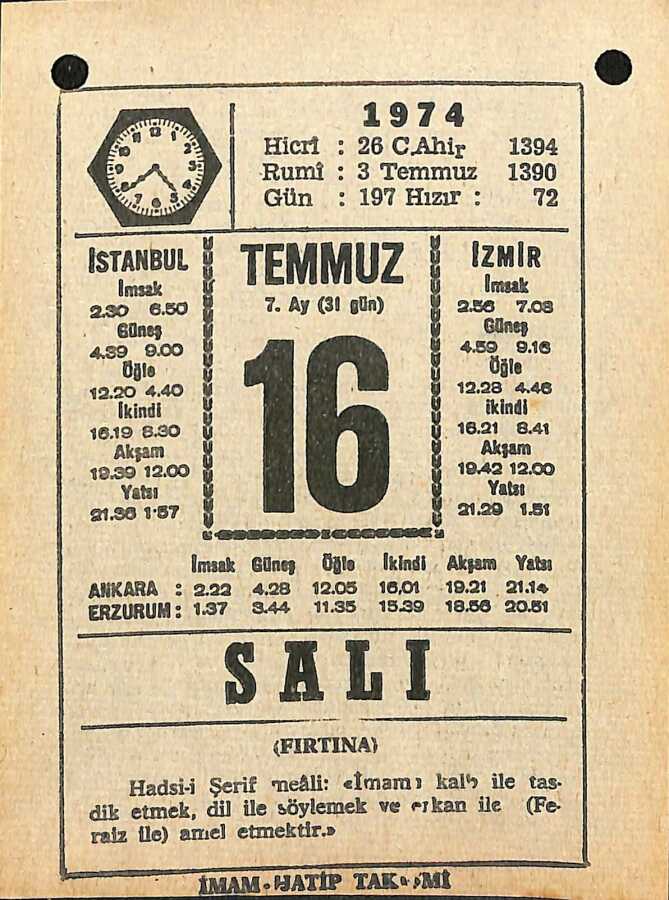 1974
Hicrî : 26 C.Ahir 1394
Rumî : 3 Temmuz 1390
Gün : 197 Hızır : 72
İSTANBUL
İmsak
2.30 6.50
Güneş
4.39 9.00
Öğle
12.20 4.40
İkindi
16.19 8.30
Akşam
19.39 12.00
Yatsı
21.36 1.57
TEMMUZ
7. Ay (31 gün)
16
İZMİR
İmsak
2.56 7.08
Güneş
4.59 9.16
Öğle
12.28 4.46
İkindi
16.21 8.41
Akşam
19.42 12.00
Yatsı
21.29 1.51
İmsak Güneş Öğle İkindi Akşam Yatsı
ANKARA : 2.22 4.28 12.05 16.01 19.21 21.14
ERZURUM : 1.37 3.44 11.35 15.39 18.56 20.51
SALI
(FIRTINA)
Hadsi-i Şerif meâli: «İmam: kalb ile tas-
dik etmek, dil ile söylemek ve erkan ile (Fe-
raiz ile) amel etmektir.»
İMAM-HATİP TAKVİMİ